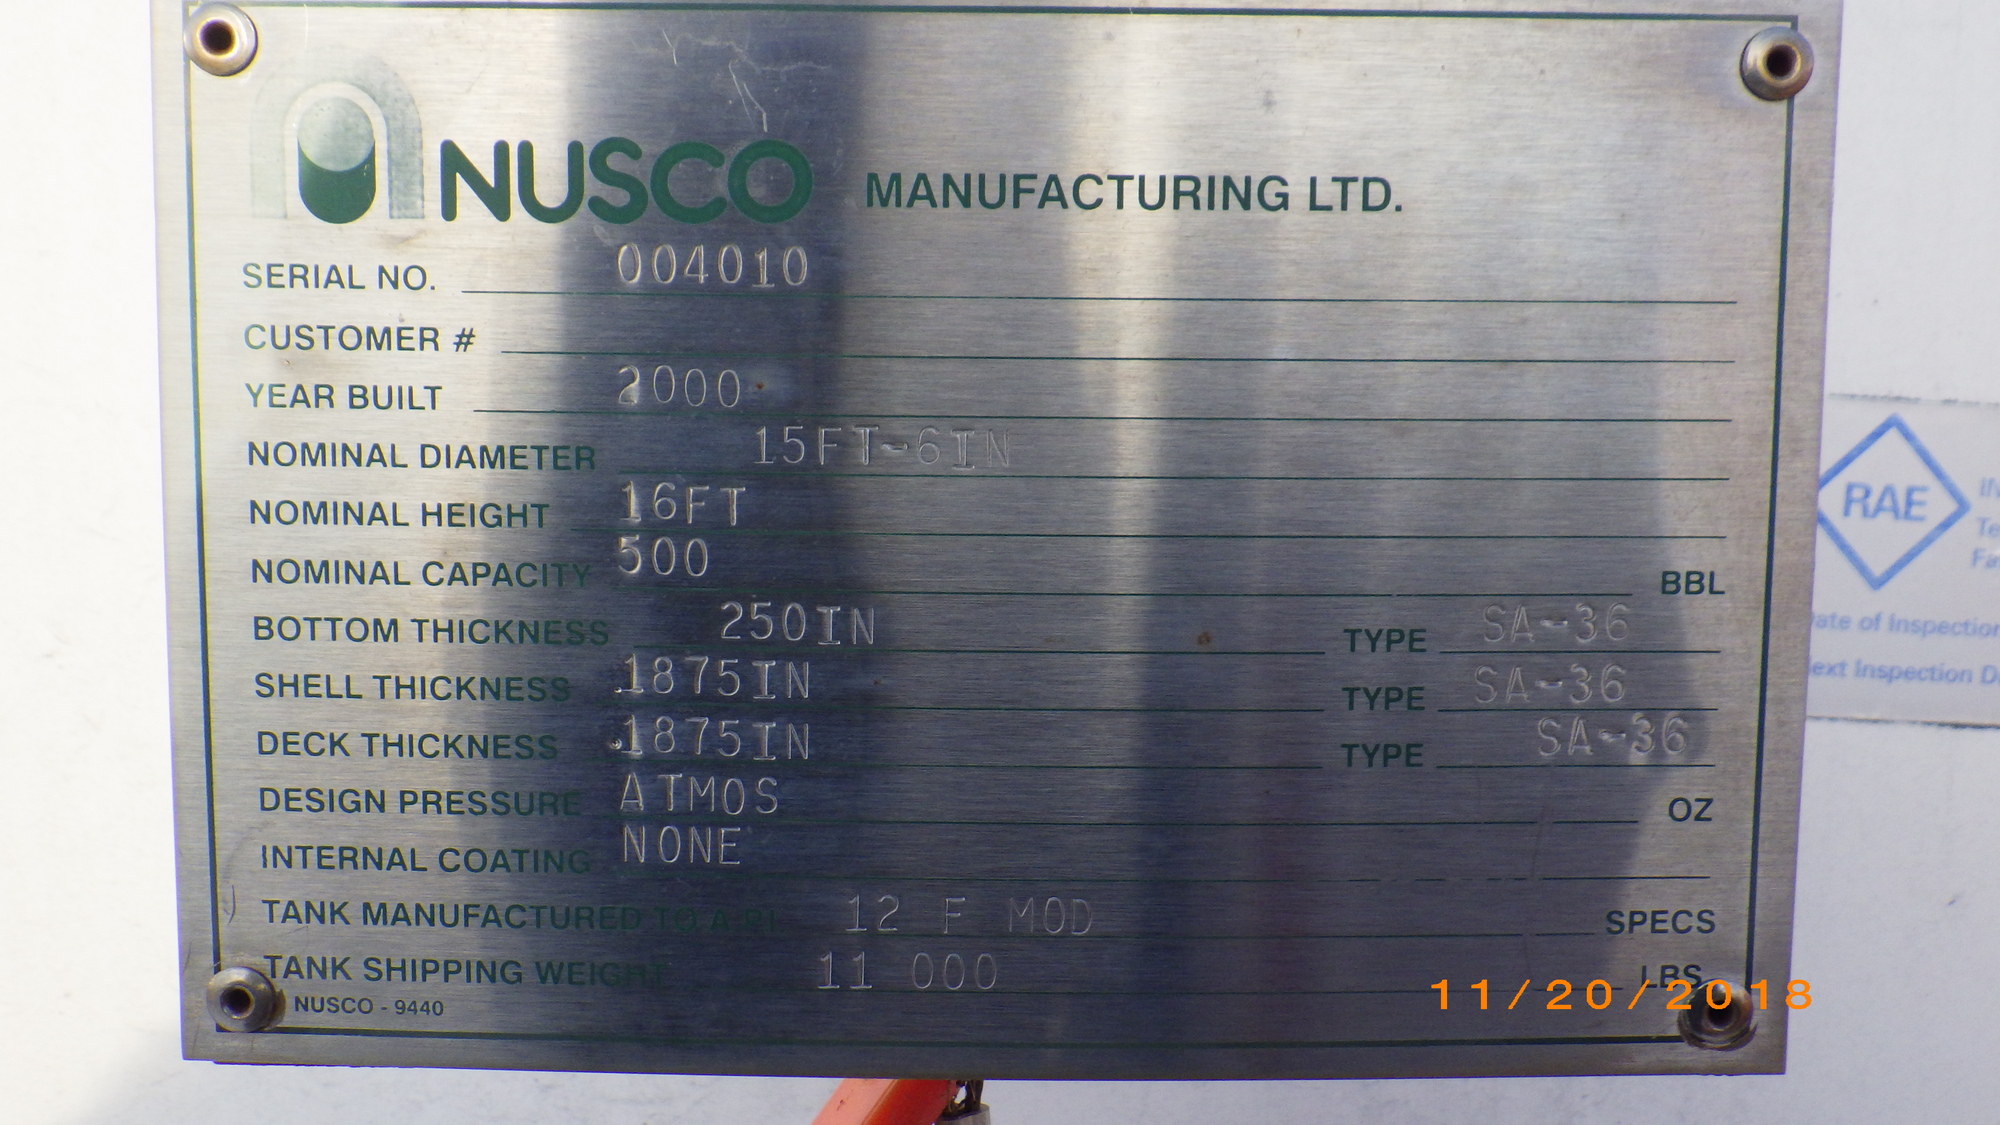 NUSCO MANUFACTURING LTD.
SERIAL NO. 004010
CUSTOMER #
YEAR BUILT 2000
NOMINAL DIAMETER 15FT-6IN
NOMINAL HEIGHT 16FT
NOMINAL CAPACITY 500 BBL
BOTTOM THICKNESS 250IN TYPE SA-36
SHELL THICKNESS .1875IN TYPE SA-36
DECK THICKNESS .1875IN TYPE SA-36
DESIGN PRESSURE ATMOS OZ
INTERNAL COATING NONE
TANK MANUFACTURED TO A.P.I. 12 F MOD SPECS
TANK SHIPPING WEIGHT 11 000 LBS.
NUSCO - 9440
11/20/2018
RAE
of Inspection
Inspection